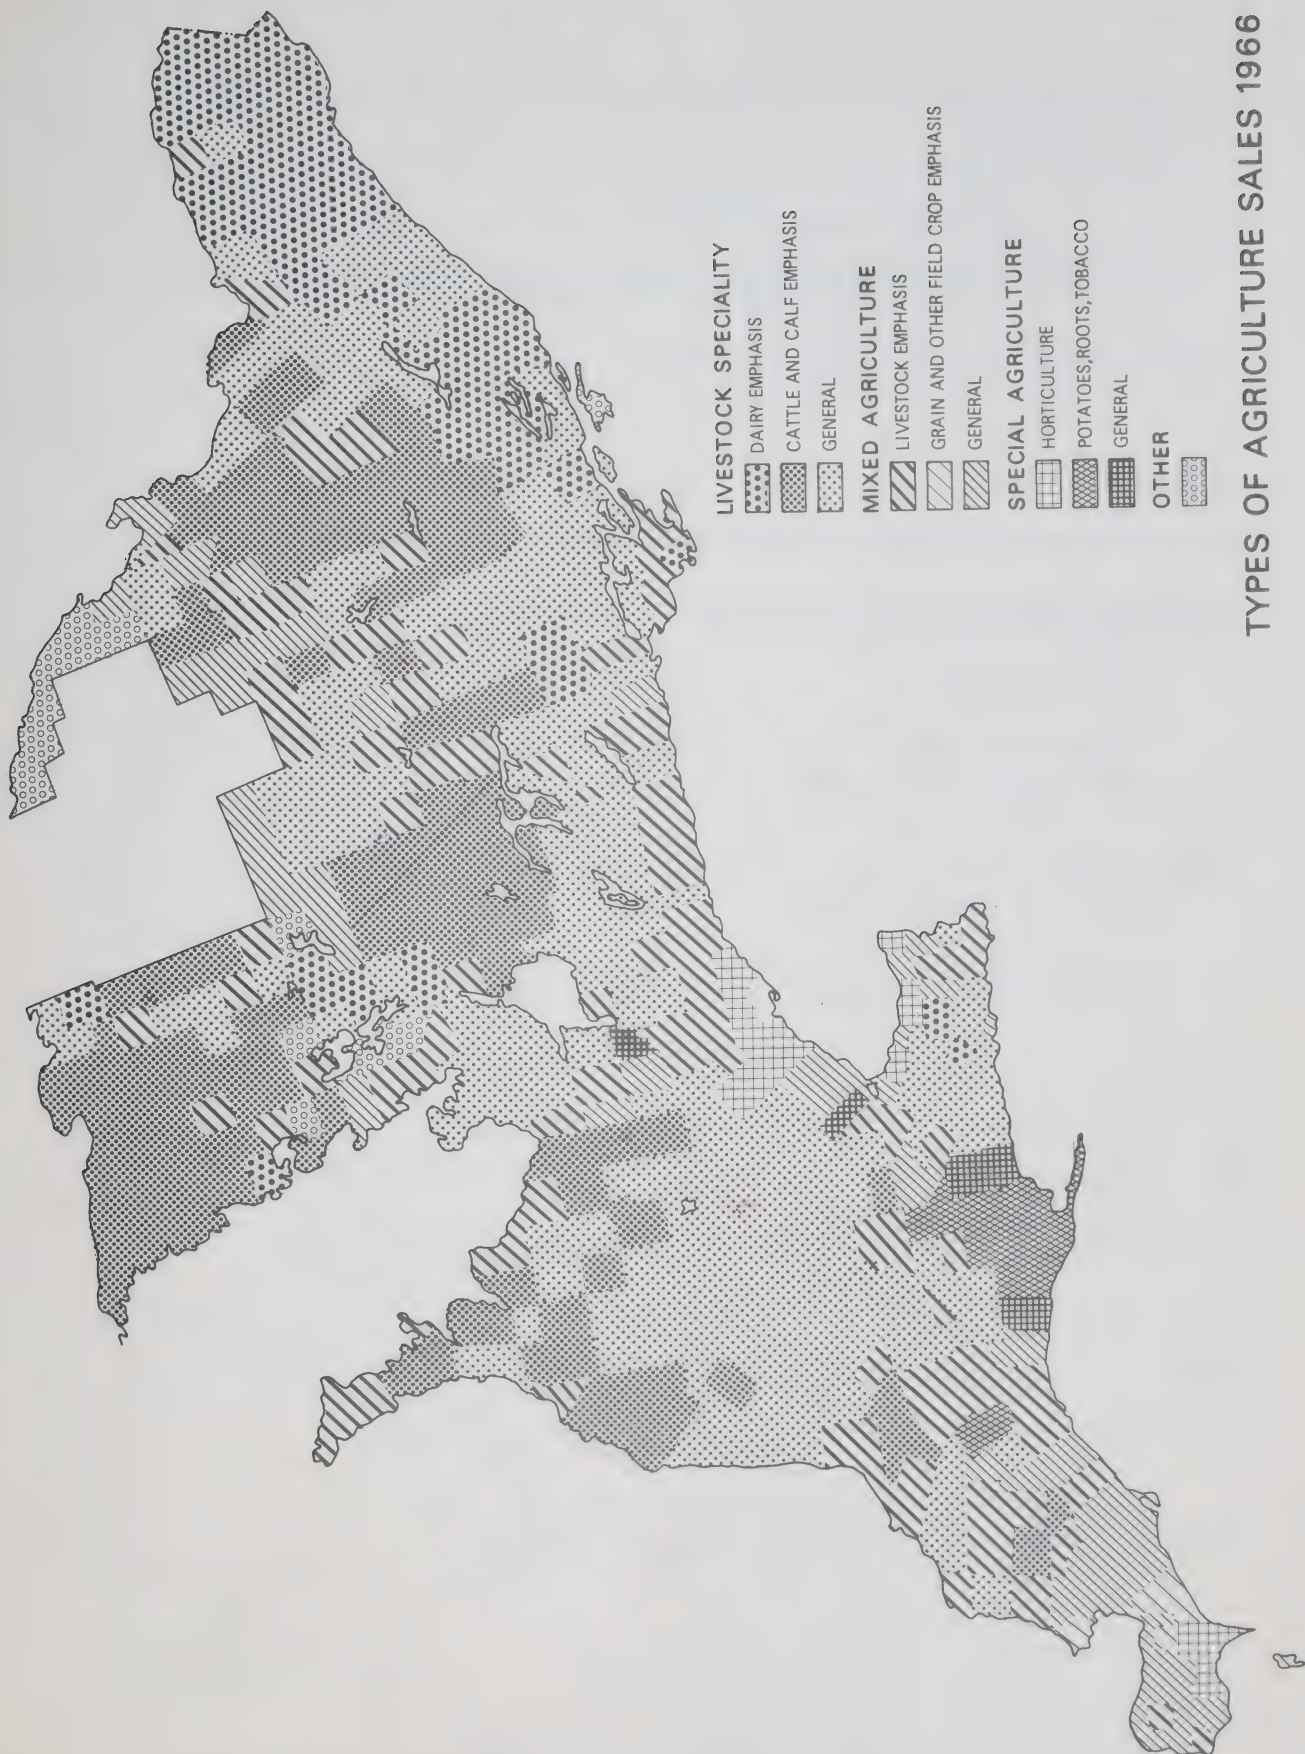 LIVESTOCK SPECIALITY
DAIRY EMPHASIS
CATTLE AND CALF EMPHASIS
GENERAL
MIXED AGRICULTURE
LIVESTOCK EMPHASIS
GRAIN AND OTHER FIELD CROP EMPHASIS
GENERAL
SPECIAL AGRICULTURE
HORTICULTURE
POTATOES,ROOTS,TOBACCO
GENERAL
OTHER
TYPES OF AGRICULTURE SALES 1966